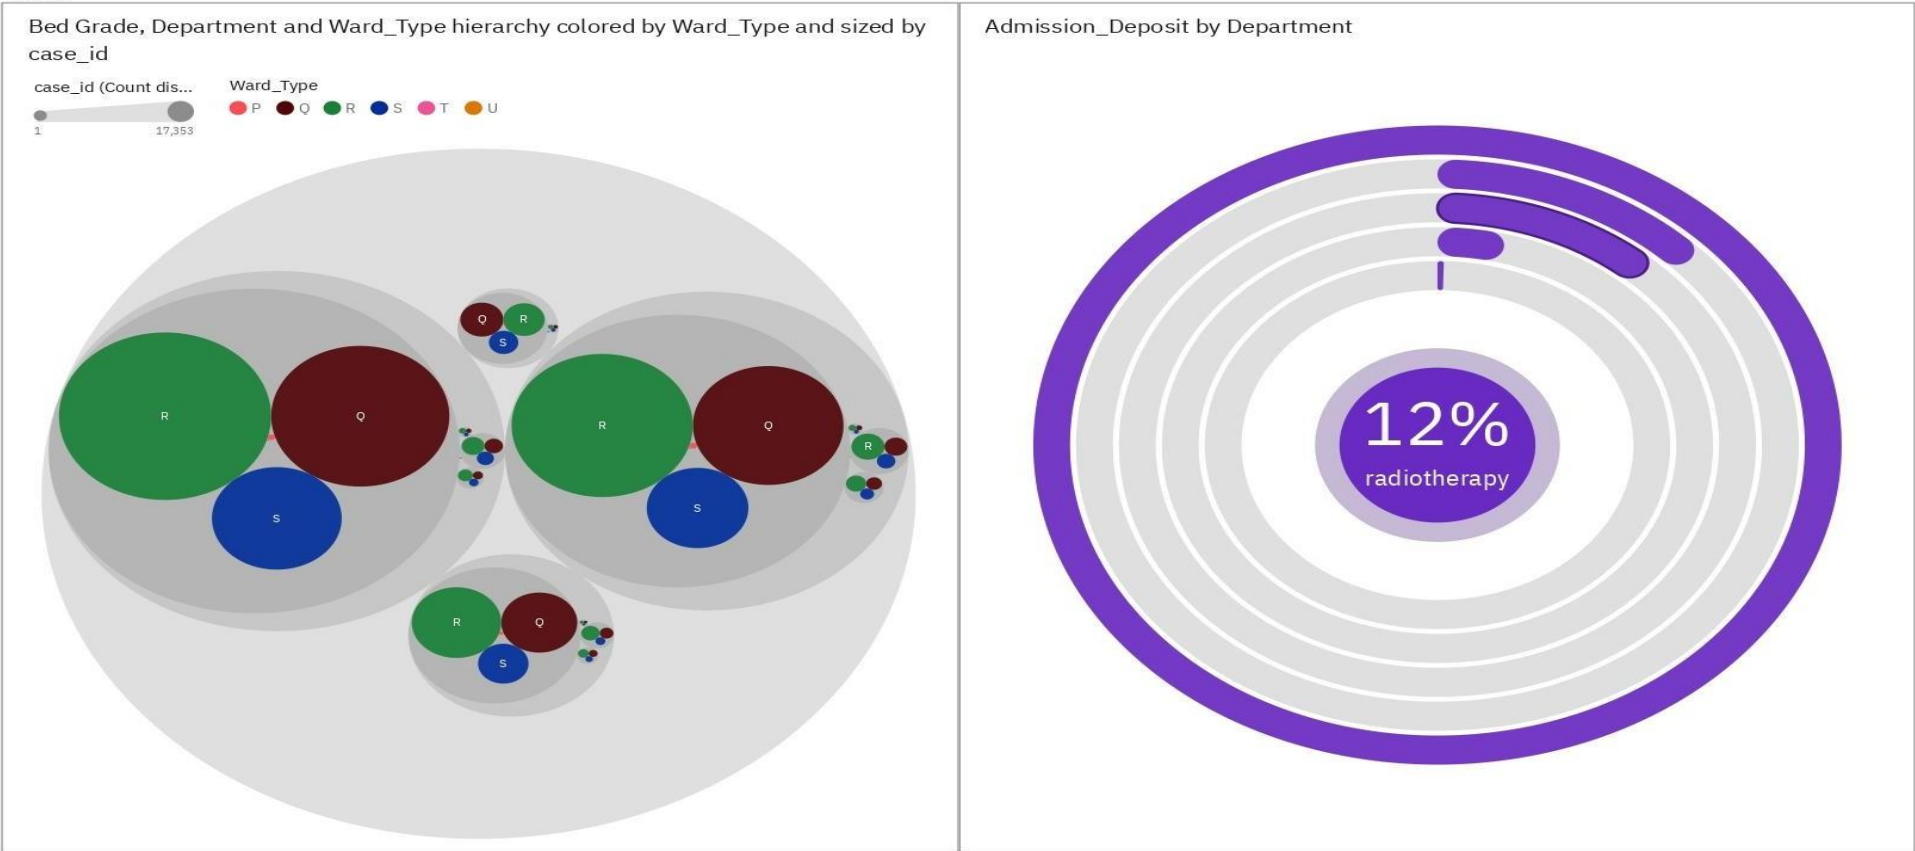 Bed Grade, Department and Ward_Type hierarchy colored by Ward_Type and sized by
case_id
case_id (Count dis...
1
17,353
Ward_Type
P Q R S T U
Q
R
S
R
Q
S
R
Q
S
R
R
Q
S
Admission_Deposit by Department
12%
radiotherapy